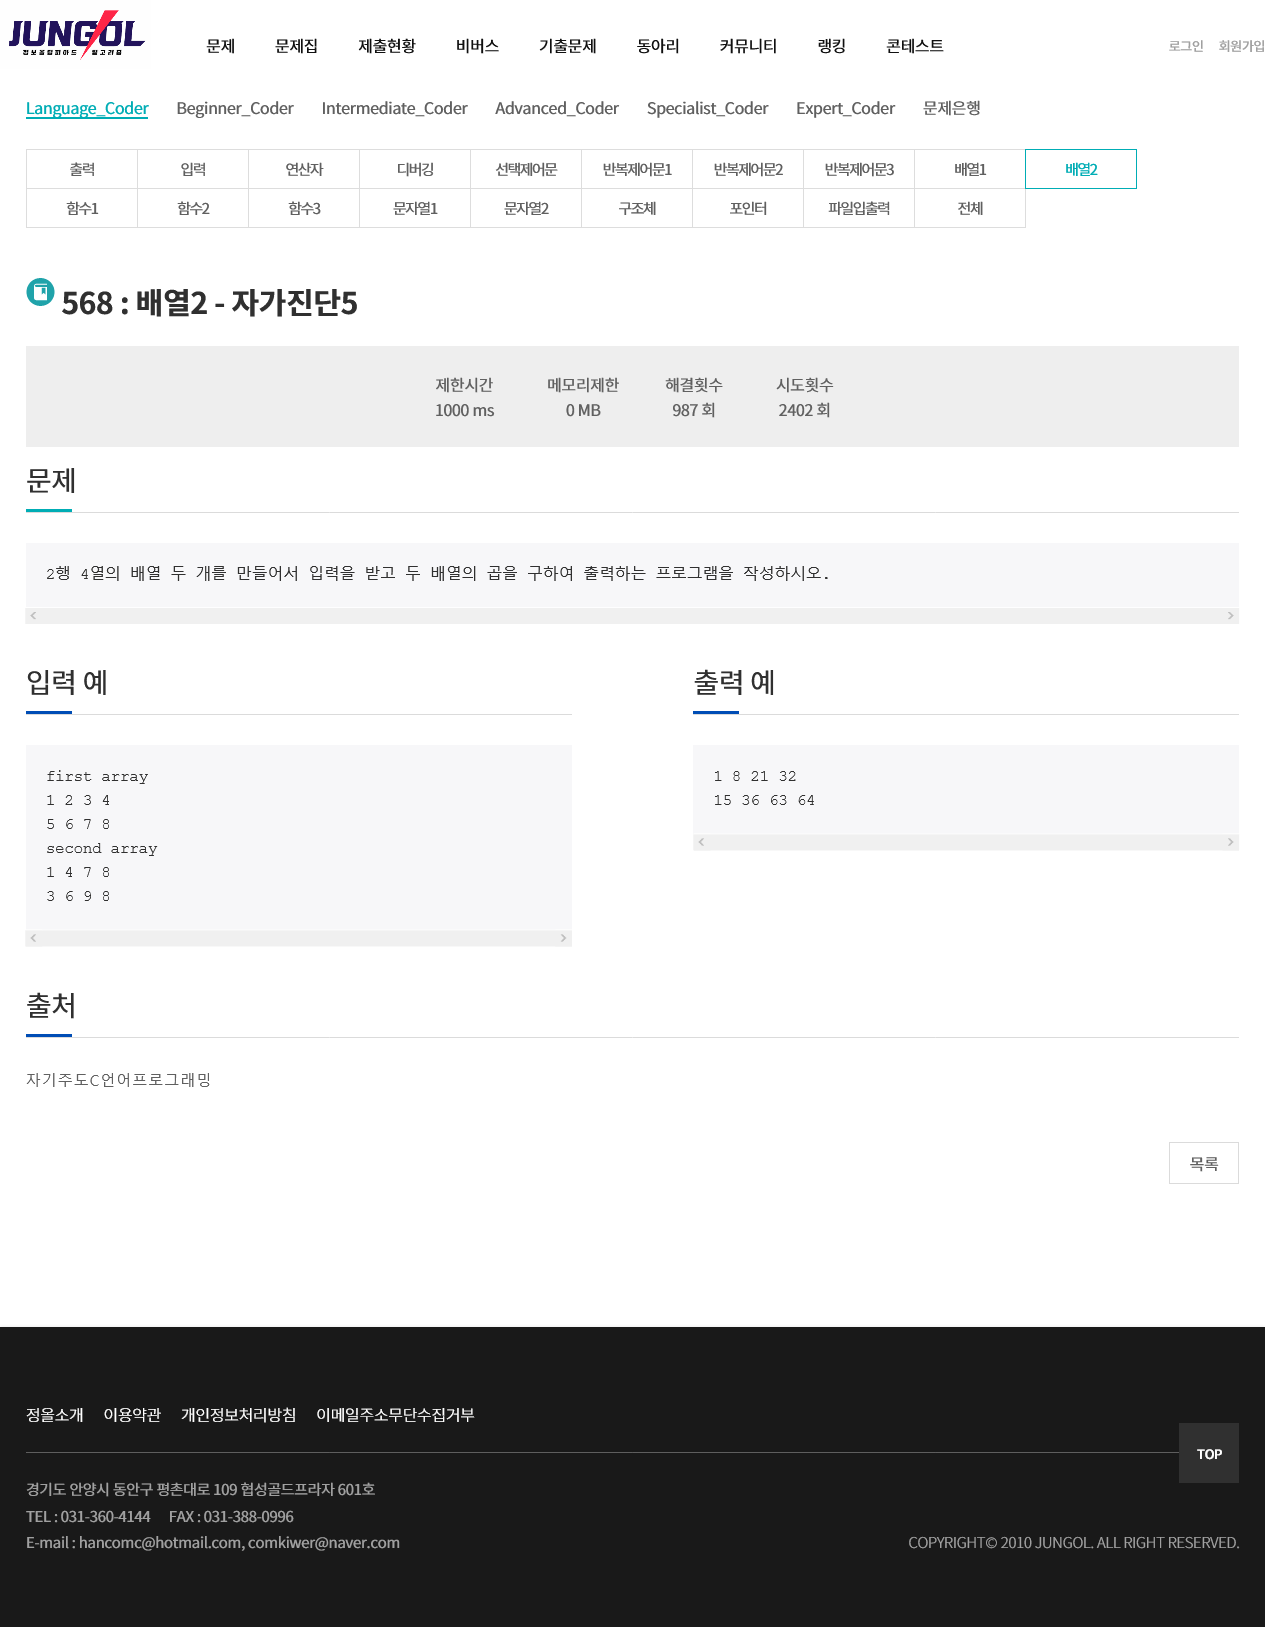 JUNGOL
정보올림피아드 알고리즘
문제 문제집 제출현황 비버스 기출문제 동아리 커뮤니티 랭킹 콘테스트 로그인 회원가입
Language_Coder Beginner_Coder Intermediate_Coder Advanced_Coder Specialist_Coder Expert_Coder 문제은행
출력 입력 연산자 디버깅 선택제어문 반복제어문1 반복제어문2 반복제어문3 배열1 배열2
함수1 함수2 함수3 문자열1 문자열2 구조체 포인터 파일입출력 전체
568 : 배열2 - 자가진단5
제한시간 메모리제한 해결횟수 시도횟수
1000 ms 0 MB 987 회 2402 회
문제
2행 4열의 배열 두 개를 만들어서 입력을 받고 두 배열의 곱을 구하여 출력하는 프로그램을 작성하시오.
입력 예
first array
1 2 3 4
5 6 7 8
second array
1 4 7 8
3 6 9 8
출력 예
1 8 21 32
15 36 63 64
출처
자기주도C언어프로그래밍
목록
정올소개 이용약관 개인정보처리방침 이메일주소무단수집거부
TOP
경기도 안양시 동안구 평촌대로 109 협성골드프라자 601호
TEL : 031-360-4144 FAX : 031-388-0996
E-mail : hancomc@hotmail.com, comkiwer@naver.com
COPYRIGHT© 2010 JUNGOL. ALL RIGHT RESERVED.